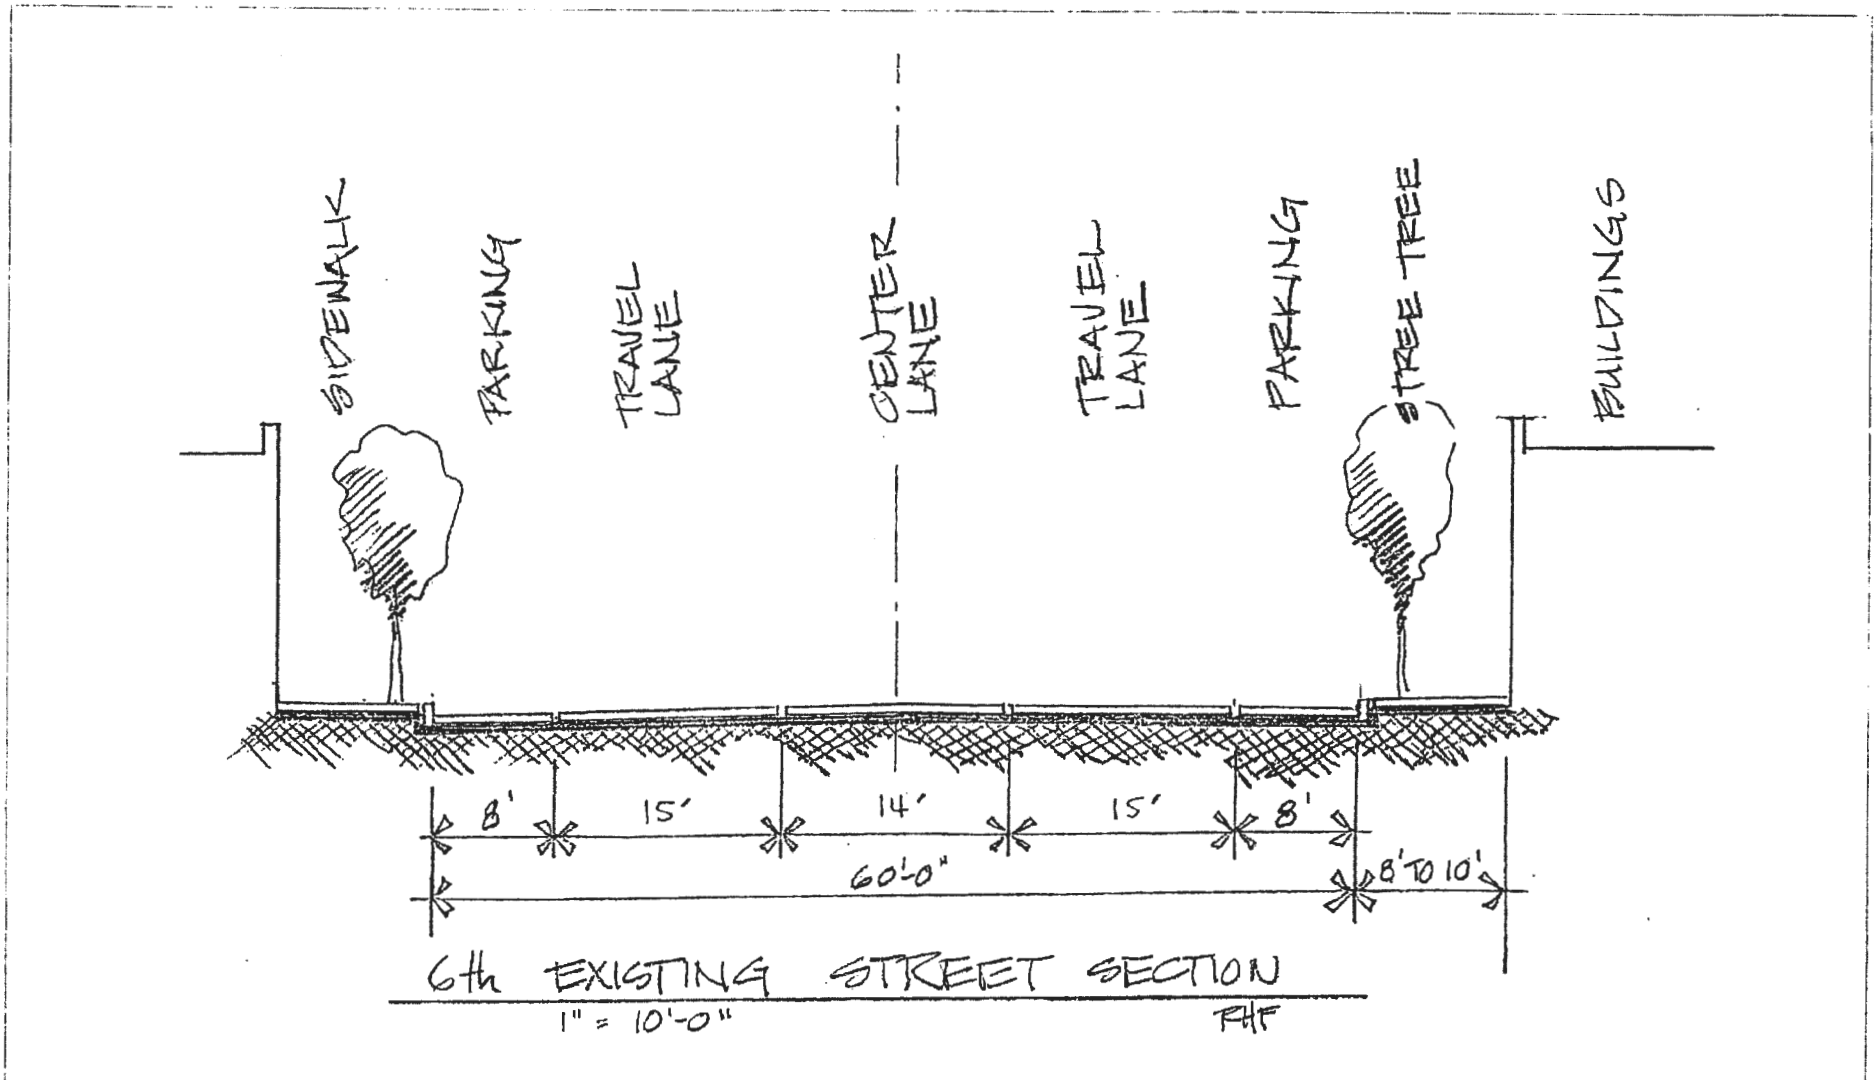 SIDEWALK
PARKING
TRAVEL
LANE
CENTER
LANE
TRAVEL
LANE
PARKING
STREE TREE
BUILDINGS
8'
15'
14'
15'
8'
60'-0"
8' TO 10'
6th EXISTING STREET SECTION
1" = 10'-0"
RHF